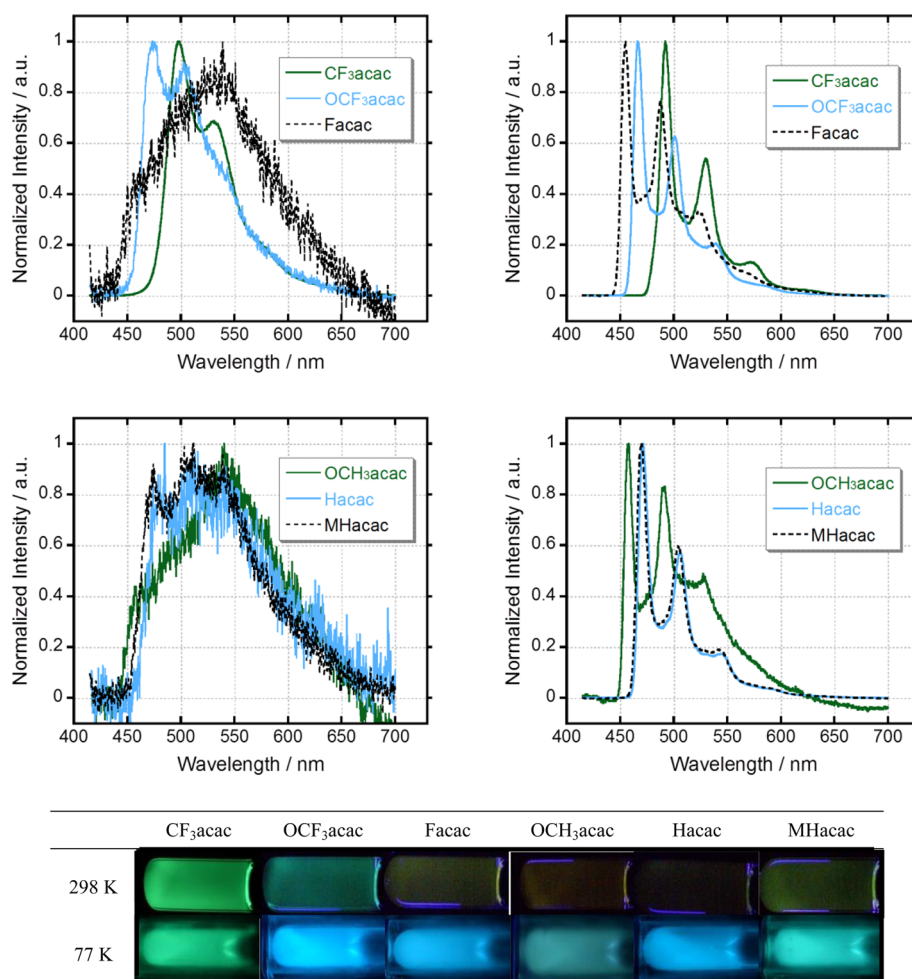 Normalized Intensity / a.u.
1
0.8
0.6
0.4
0.2
0
CF₃acac
OCF₃acac
Facac
400 450 500 550 600 650 700
Wavelength / nm
Normalized Intensity / a.u.
1
0.8
0.6
0.4
0.2
0
CF₃acac
OCF₃acac
Facac
400 450 500 550 600 650 700
Wavelength / nm
Normalized Intensity / a.u.
1
0.8
0.6
0.4
0.2
0
OCH₃acac
Hacac
MHacac
400 450 500 550 600 650 700
Wavelength / nm
Normalized Intensity / a.u.
1
0.8
0.6
0.4
0.2
0
OCH₃acac
Hacac
MHacac
400 450 500 550 600 650 700
Wavelength / nm
CF₃acac OCF₃acac Facac OCH₃acac Hacac MHacac
298 K
77 K